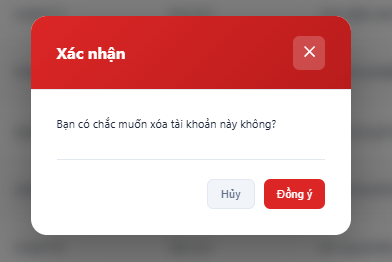 Xác nhận
Bạn có chắc muốn xóa tài khoản này không?
Hủy
Đồng ý